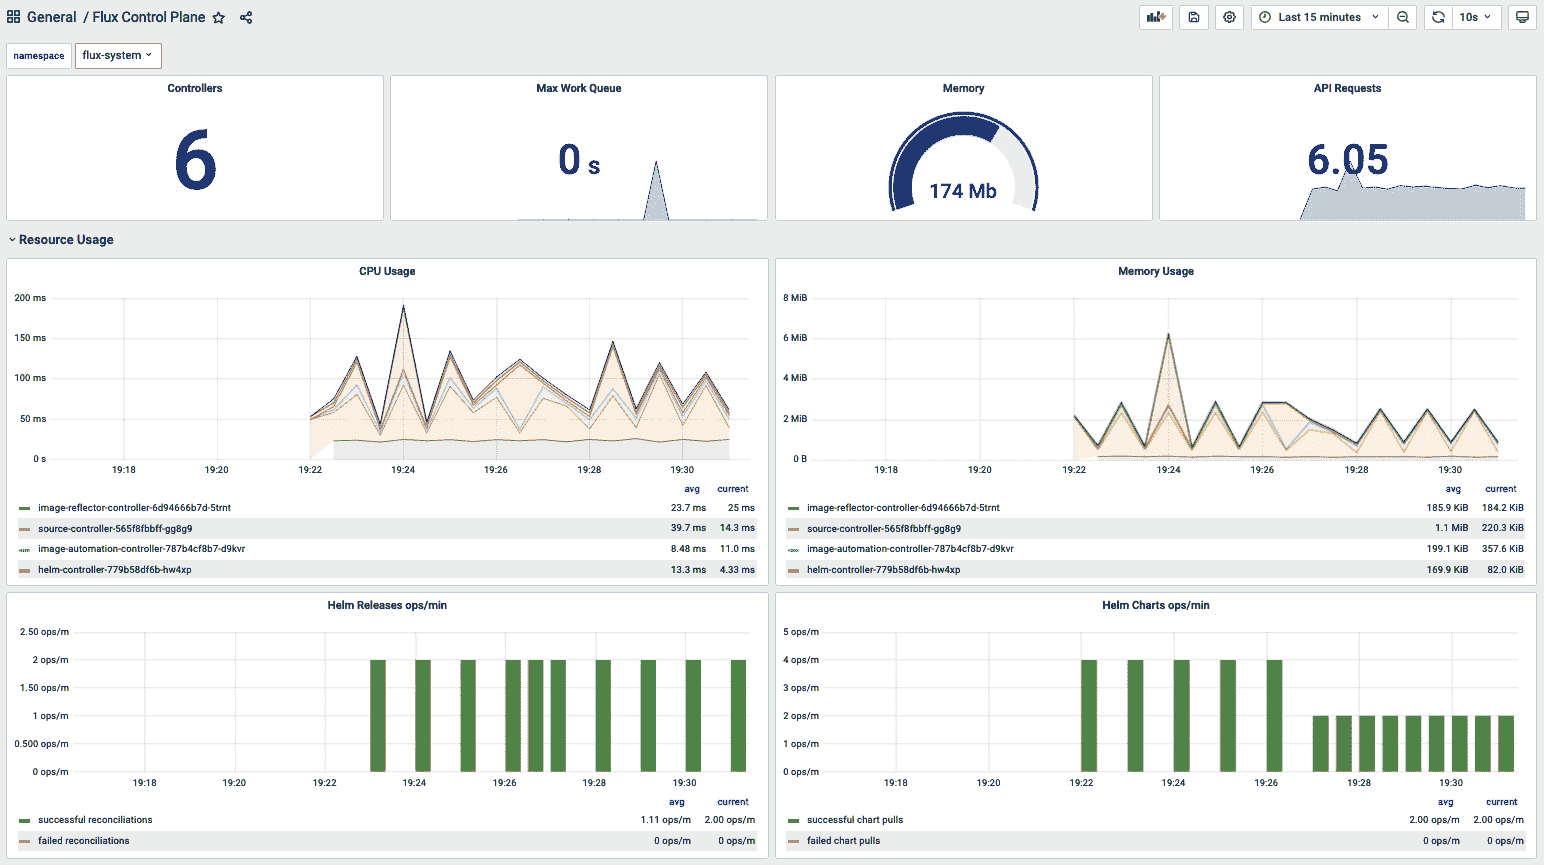 General / Flux Control Plane
Last 15 minutes
10s
namespace
flux-system
Controllers
6
Max Work Queue
0 s
Memory
174 Mb
API Requests
6.05
Resource Usage
CPU Usage
200 ms
150 ms
100 ms
50 ms
0 s
19:18 19:20 19:22 19:24 19:26 19:28 19:30
avg current
image-reflector-controller-6d94666b7d-5trnt 23.7 ms 25 ms
source-controller-565f8fbbff-gg8g9 39.7 ms 14.3 ms
image-automation-controller-787b4cf8b7-d9kvr 8.48 ms 11.0 ms
helm-controller-779b58df6b-hw4xp 13.3 ms 4.33 ms
Memory Usage
8 MiB
6 MiB
4 MiB
2 MiB
0 B
19:18 19:20 19:22 19:24 19:26 19:28 19:30
avg current
image-reflector-controller-6d94666b7d-5trnt 185.9 KiB 184.2 KiB
source-controller-565f8fbbff-gg8g9 1.1 MiB 220.3 KiB
image-automation-controller-787b4cf8b7-d9kvr 199.1 KiB 357.6 KiB
helm-controller-779b58df6b-hw4xp 169.9 KiB 82.0 KiB
Helm Releases ops/min
2.50 ops/m
2 ops/m
1.50 ops/m
1 ops/m
0.500 ops/m
0 ops/m
19:18 19:20 19:22 19:24 19:26 19:28 19:30
avg current
successful reconciliations 1.11 ops/m 2.00 ops/m
failed reconciliations 0 ops/m 0 ops/m
Helm Charts ops/min
5 ops/m
4 ops/m
3 ops/m
2 ops/m
1 ops/m
0 ops/m
19:18 19:20 19:22 19:24 19:26 19:28 19:30
avg current
successful chart pulls 2.00 ops/m 2.00 ops/m
failed chart pulls 0 ops/m 0 ops/m